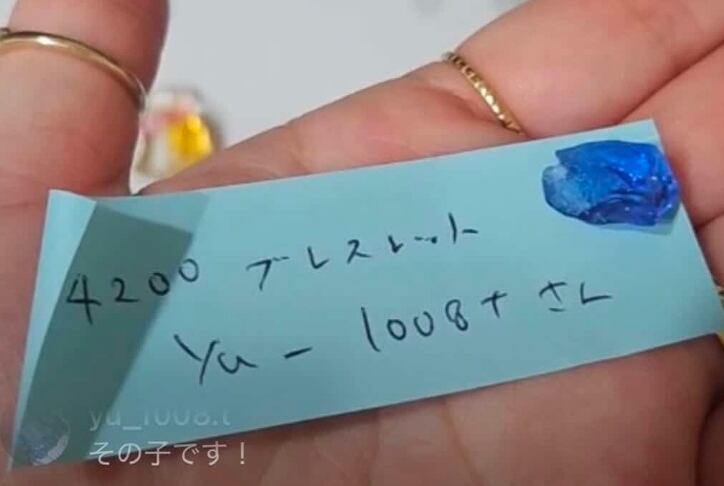 4200 ブレスレット
yu - 1008t さん
yu_1008.t
その子です!